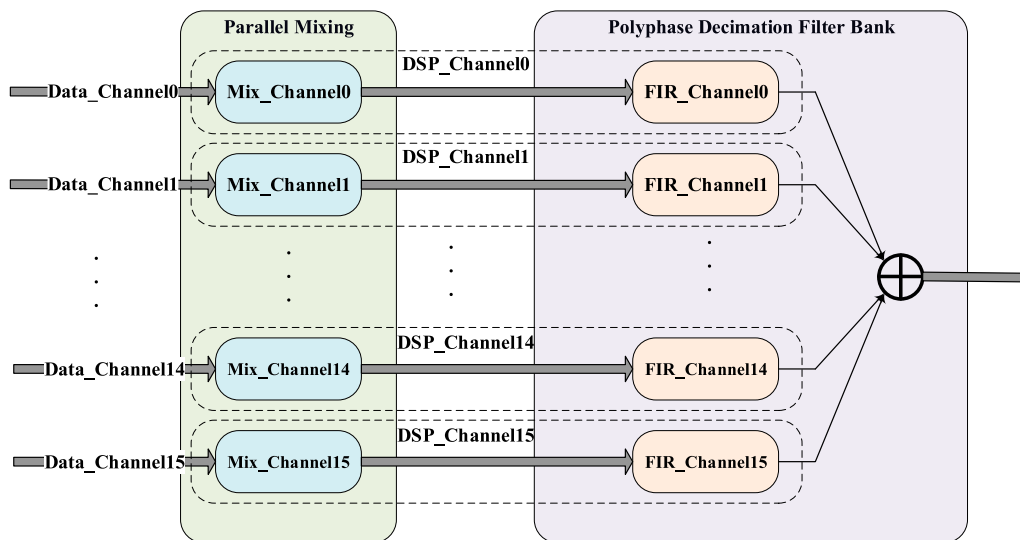 Parallel Mixing
Polyphase Decimation Filter Bank
DSP_Channel0
Data_Channel0
Mix_Channel0
FIR_Channel0
DSP_Channel1
Data_Channel1
Mix_Channel1
FIR_Channel1
DSP_Channel14
Data_Channel14
Mix_Channel14
FIR_Channel14
DSP_Channel15
Data_Channel15
Mix_Channel15
FIR_Channel15